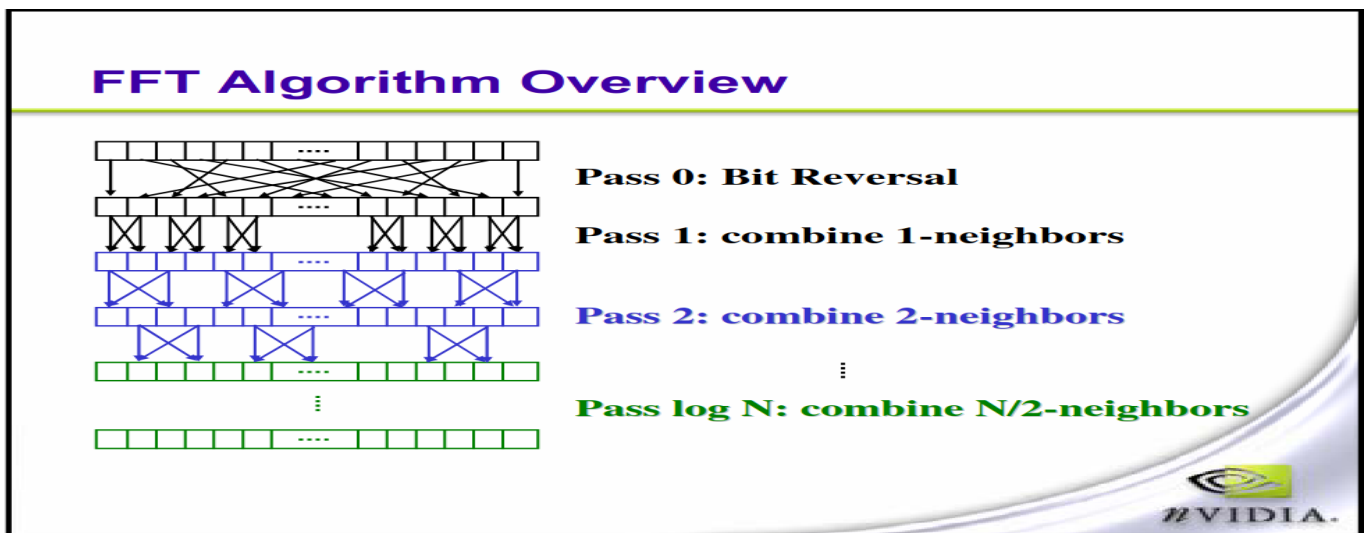 FFT Algorithm Overview
Pass 0: Bit Reversal
Pass 1: combine 1-neighbors
Pass 2: combine 2-neighbors
Pass log N: combine N/2-neighbors
nVIDIA.